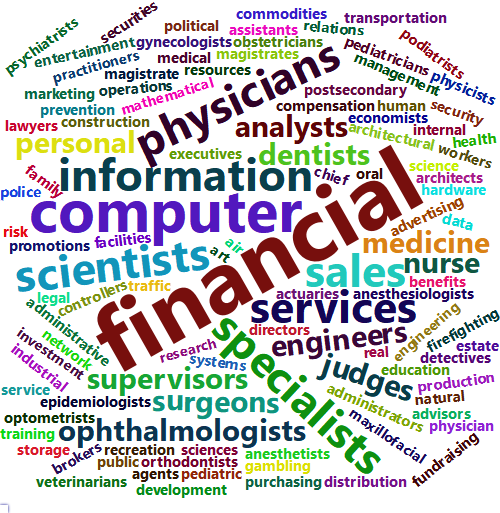 securities
commodities
psychiatrists
political
transportation
entertainment
assistants
relations
gynecologists
obstetricians
podiatrists
practitioners
medical
magistrates
pediatricians
physicians
magistrate
resources
management
physicists
marketing
operations
postsecondary
prevention
mathematical
compensation
human
security
lawyers
construction
analysts
economists
internal
personal
architectural
health
executives
dentists
workers
family
information
chief
oral
science
architects
police
computer
financial
hardware
risk
advertising
data
promotions
facilities
air
medicine
scientists
art
sales
nurse
legal
controllers
traffic
benefits
actuaries
anesthesiologists
administrative
services
engineering
firefighting
network
directors
investment
research
engineers
real
estate
industrial
systems
detectives
supervisors
specialists
judges
education
service
production
epidemiologists
surgeons
administrators
natural
optometrists
maxillofacial
advisors
training
ophthalmologists
physician
storage
brokers
recreation
sciences
anesthetists
fundraising
public
orthodontists
gambling
agents
pediatric
veterinarians
purchasing
distribution
development